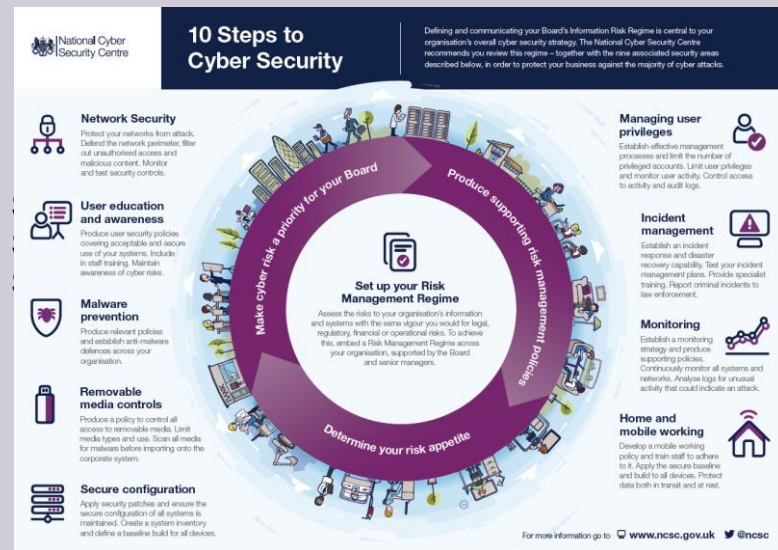 National Cyber
Security Centre
10 Steps to
Cyber Security
Defining and communicating your Board's Information Risk Regime is central to your
organisation's overall cyber security strategy. The National Cyber Security Centre
recommends you review this regime – together with the nine associated security areas
described below, in order to protect your business against the majority of cyber attacks.
Network Security
Protect your networks from attack.
Defend the network perimeter, filter
out unauthorised access and
malicious content. Monitor
and test security controls.
User education
and awareness
Produce user security policies
covering acceptable and secure
use of your systems. Include
in staff training. Maintain
awareness of cyber risks.
Malware
prevention
Produce relevant policies
and establish anti-malware
defences across your
organisation.
Removable
media controls
Produce a policy to control all
access to removable media. Limit
media types and use. Scan all media
for malware before importing onto the
corporate system.
Secure configuration
Apply security patches and ensure the
secure configuration of all systems is
maintained. Create a system inventory
and define a baseline build for all devices.
Make cyber risk a priority for your Board
Produce supporting risk management policies
Determine your risk appetite
Set up your Risk
Management Regime
Assess the risks to your organisation's information
and systems with the same vigour you would for legal,
regulatory, financial or operational risks. To achieve
this, embed a Risk Management Regime across
your organisation, supported by the Board
and senior managers.
Managing user
privileges
Establish effective management
processes and limit the number of
privileged accounts. Limit user privileges
and monitor user activity. Control access
to activity and audit logs.
Incident
management
Establish an incident
response and disaster
recovery capability. Test your incident
management plans. Provide specialist
training. Report criminal incidents to
law enforcement.
Monitoring
Establish a monitoring
strategy and produce
supporting policies.
Continuously monitor all systems and
networks. Analyse logs for unusual
activity that could indicate an attack.
Home and
mobile working
Develop a mobile working
policy and train staff to adhere
to it. Apply the secure baseline
and build to all devices. Protect
data both in transit and at rest.
For more information go to www.ncsc.gov.uk @ncsc